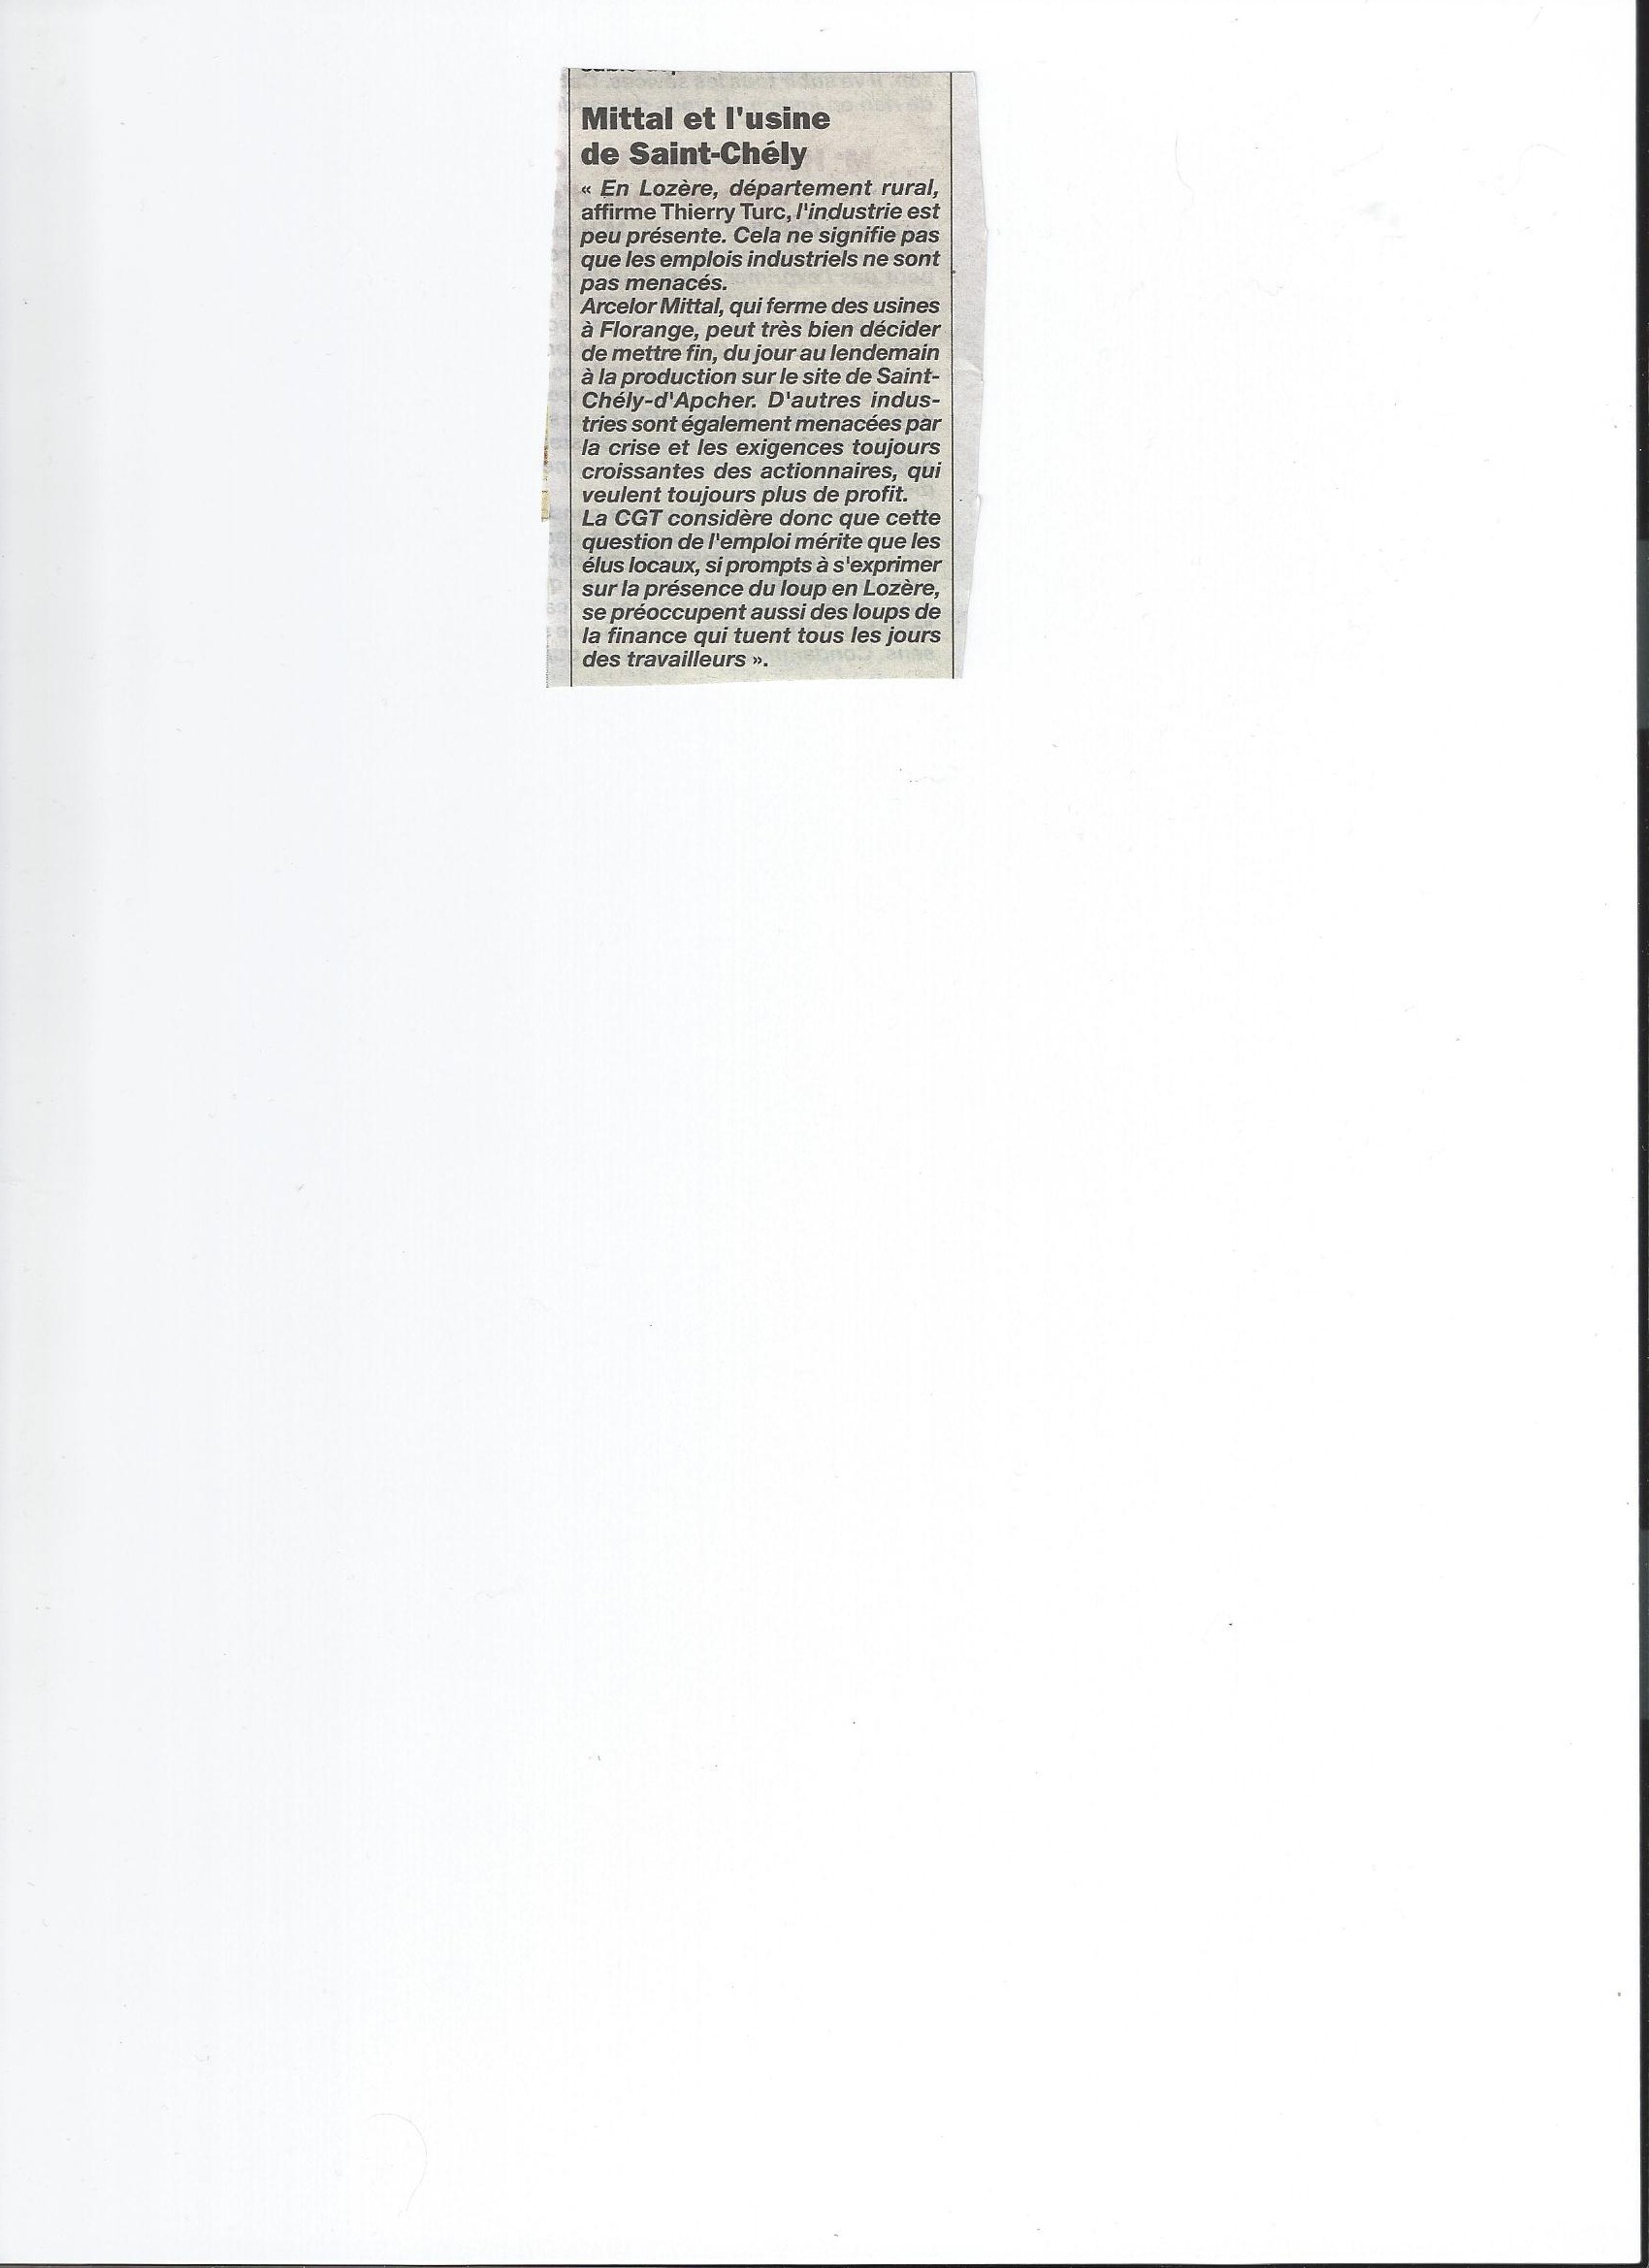 Mittal et l'usine
de Saint-Chély
« En Lozère, département rural,
affirme Thierry Turc, l'industrie est
peu présente. Cela ne signifie pas
que les emplois industriels ne sont
pas menacés.
Arcelor Mittal, qui ferme des usines
à Florange, peut très bien décider
de mettre fin, du jour au lendemain
à la production sur le site de Saint-
Chély-d'Apcher. D'autres indus-
tries sont également menacées par
la crise et les exigences toujours
croissantes des actionnaires, qui
veulent toujours plus de profit.
La CGT considère donc que cette
question de l'emploi mérite que les
élus locaux, si prompts à s'exprimer
sur la présence du loup en Lozère,
se préoccupent aussi des loups de
la finance qui tuent tous les jours
des travailleurs ».